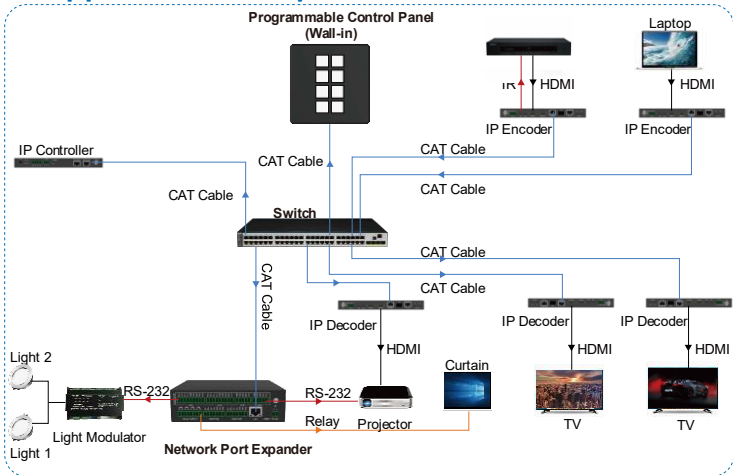 Programmable Control Panel
(Wall-in)
Laptop
IR
HDMI
HDMI
IP Encoder
IP Encoder
IP Controller
CAT Cable
CAT Cable
CAT Cable
CAT Cable
Switch
CAT Cable
CAT Cable
CAT Cable
IP Decoder
IP Decoder
IP Decoder
HDMI
HDMI
HDMI
Light 2
RS-232
RS-232
Curtain
Relay
Projector
TV
TV
Light Modulator
Light 1
Network Port Expander